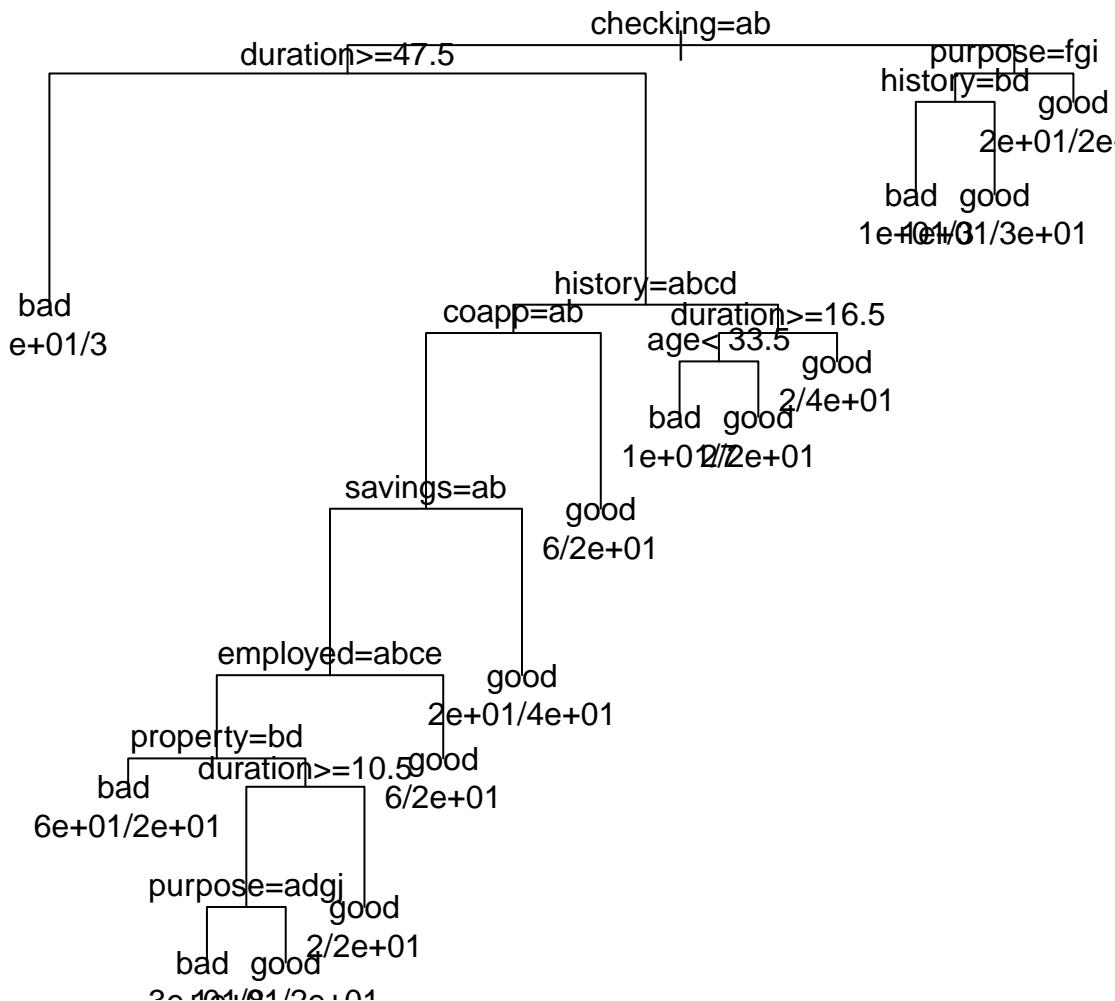 checking=ab
duration>=47.5
purpose=fgi
history=bd
good
bad
good
history=abcd
bad
e+01/3
coapp=ab
duration>=16.5
age< 33.5
good
2/4e+01
bad
good
savings=ab
good
6/2e+01
employed=abce
good
2e+01/4e+01
property=bd
duration>=10.5
good
6/2e+01
bad
6e+01/2e+01
purpose=adgj
good
2/2e+01
bad
good